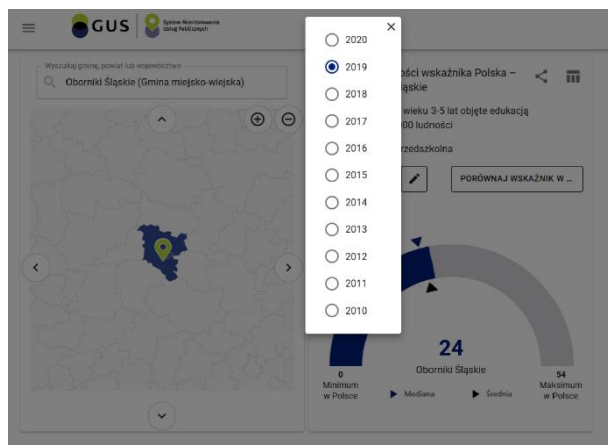 GUS
System Monitorowania
Usług Publicznych
Wyszukaj gminę, powiat lub województwo
Oborniki Śląskie (Gmina miejsko-wiejska)
2020
2019
2018
2017
2016
2015
2014
2013
2012
2011
2010
ości wskaźnika Polska –
ląskie
wieku 3-5 lat objęte edukacją
000 ludności
rzedszkolna
PORÓWNAJ WSKAŹNIK W ...
24
Oborniki Śląskie
0
Minimum
w Polsce
Mediana
Średnia
54
Maksimum
w Polsce